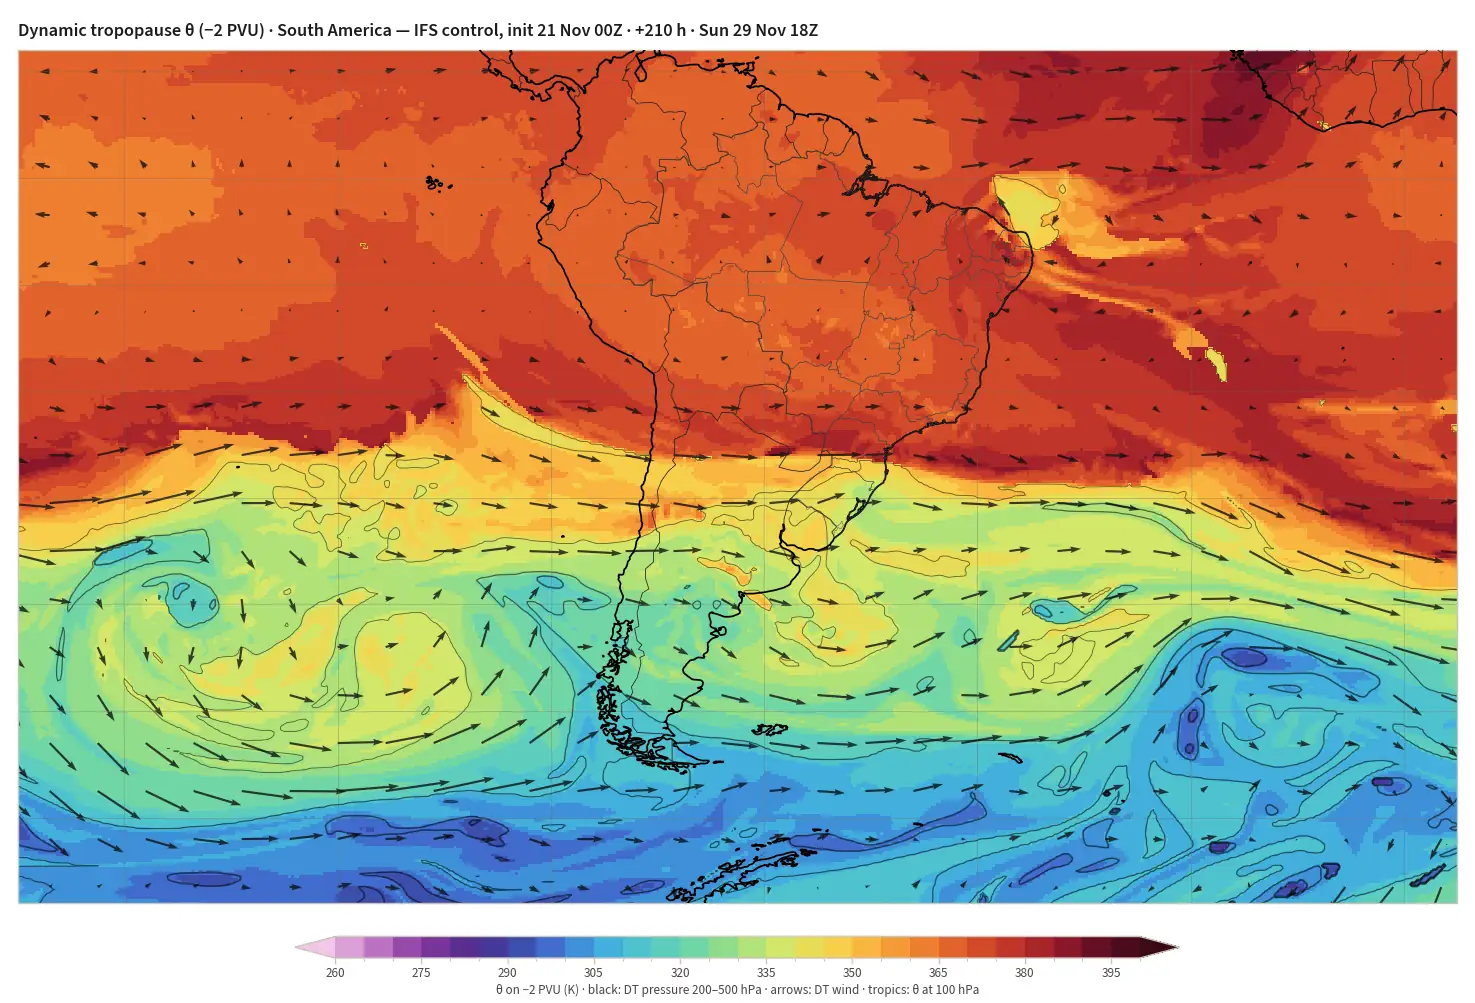 Dynamic tropopause θ (−2 PVU) · South America — IFS control, init 21 Nov 00Z · +210 h · Sun 29 Nov 18Z
260 275 290 305 320 335 350 365 380 395
θ on −2 PVU (K) · black: DT pressure 200–500 hPa · arrows: DT wind · tropics: θ at 100 hPa